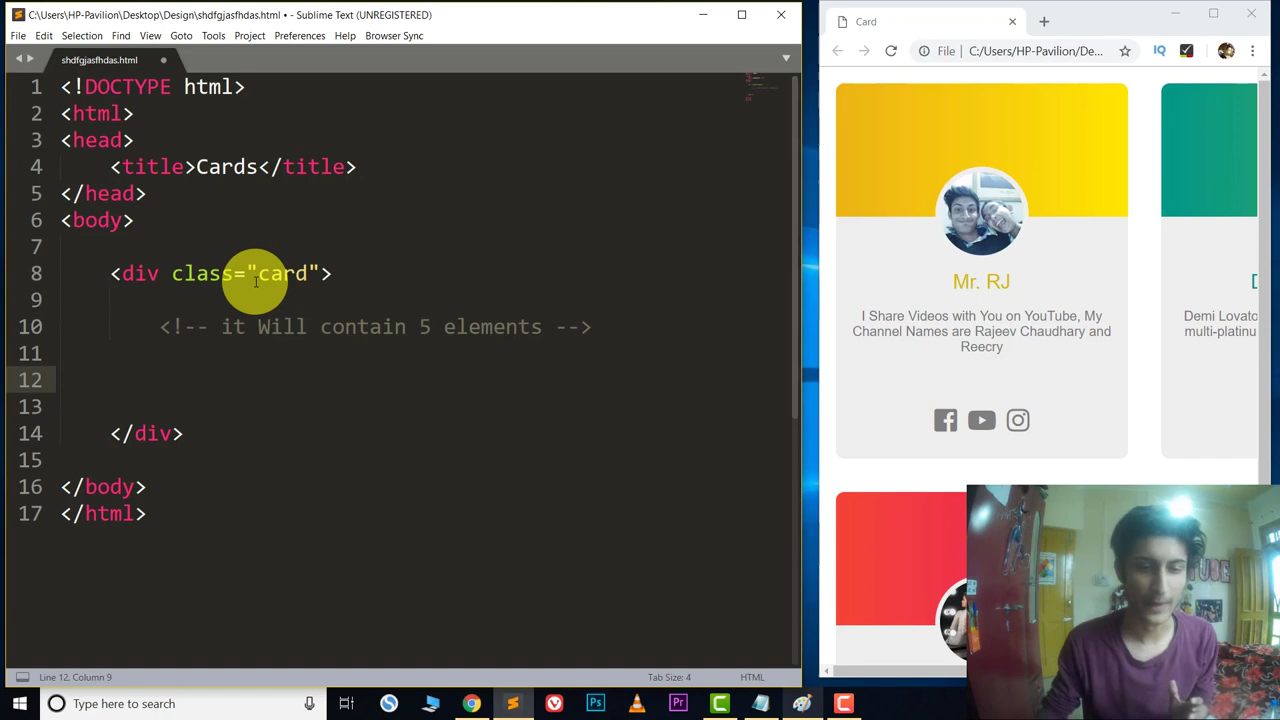 C:\Users\HP-Pavilion\Desktop\Design\shdfgjasfhdas.html • - Sublime Text (UNREGISTERED)
File Edit Selection Find View Goto Tools Project Preferences Help Browser Sync
shdfgjasfhdas.html
1 <!DOCTYPE html>
2 <html>
3 <head>
4 <title>Cards</title>
5 </head>
6 <body>
7
8 <div class="card">
9
10 <!-- it Will contain 5 elements -->
11
12
13
14 </div>
15
16 </body>
17 </html>
Line 12, Column 9
Tab Size: 4
HTML
Card
File
C:/Users/HP-Pavilion/De...
IQ
Mr. RJ
I Share Videos with You on YouTube, My
Channel Names are Rajeev Chaudhary and
Reecry
Demi Lovato
multi-platinu
Type here to search
Ps
Pr